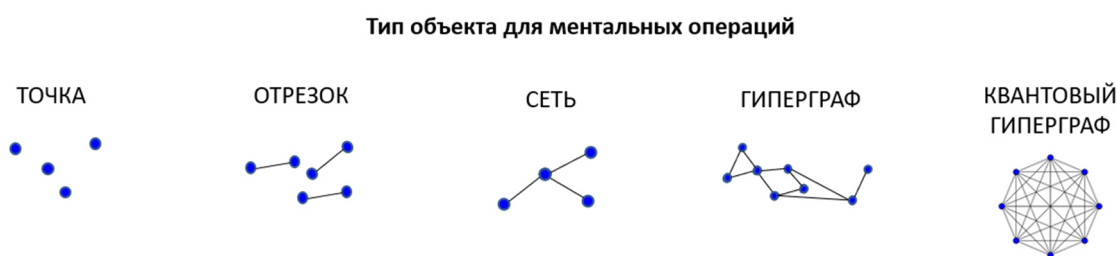 Тип объекта для ментальных операций
ТОЧКА
ОТРЕЗОК
СЕТЬ
ГИПЕРГРАФ
КВАНТОВЫЙ
ГИПЕРГРАФ